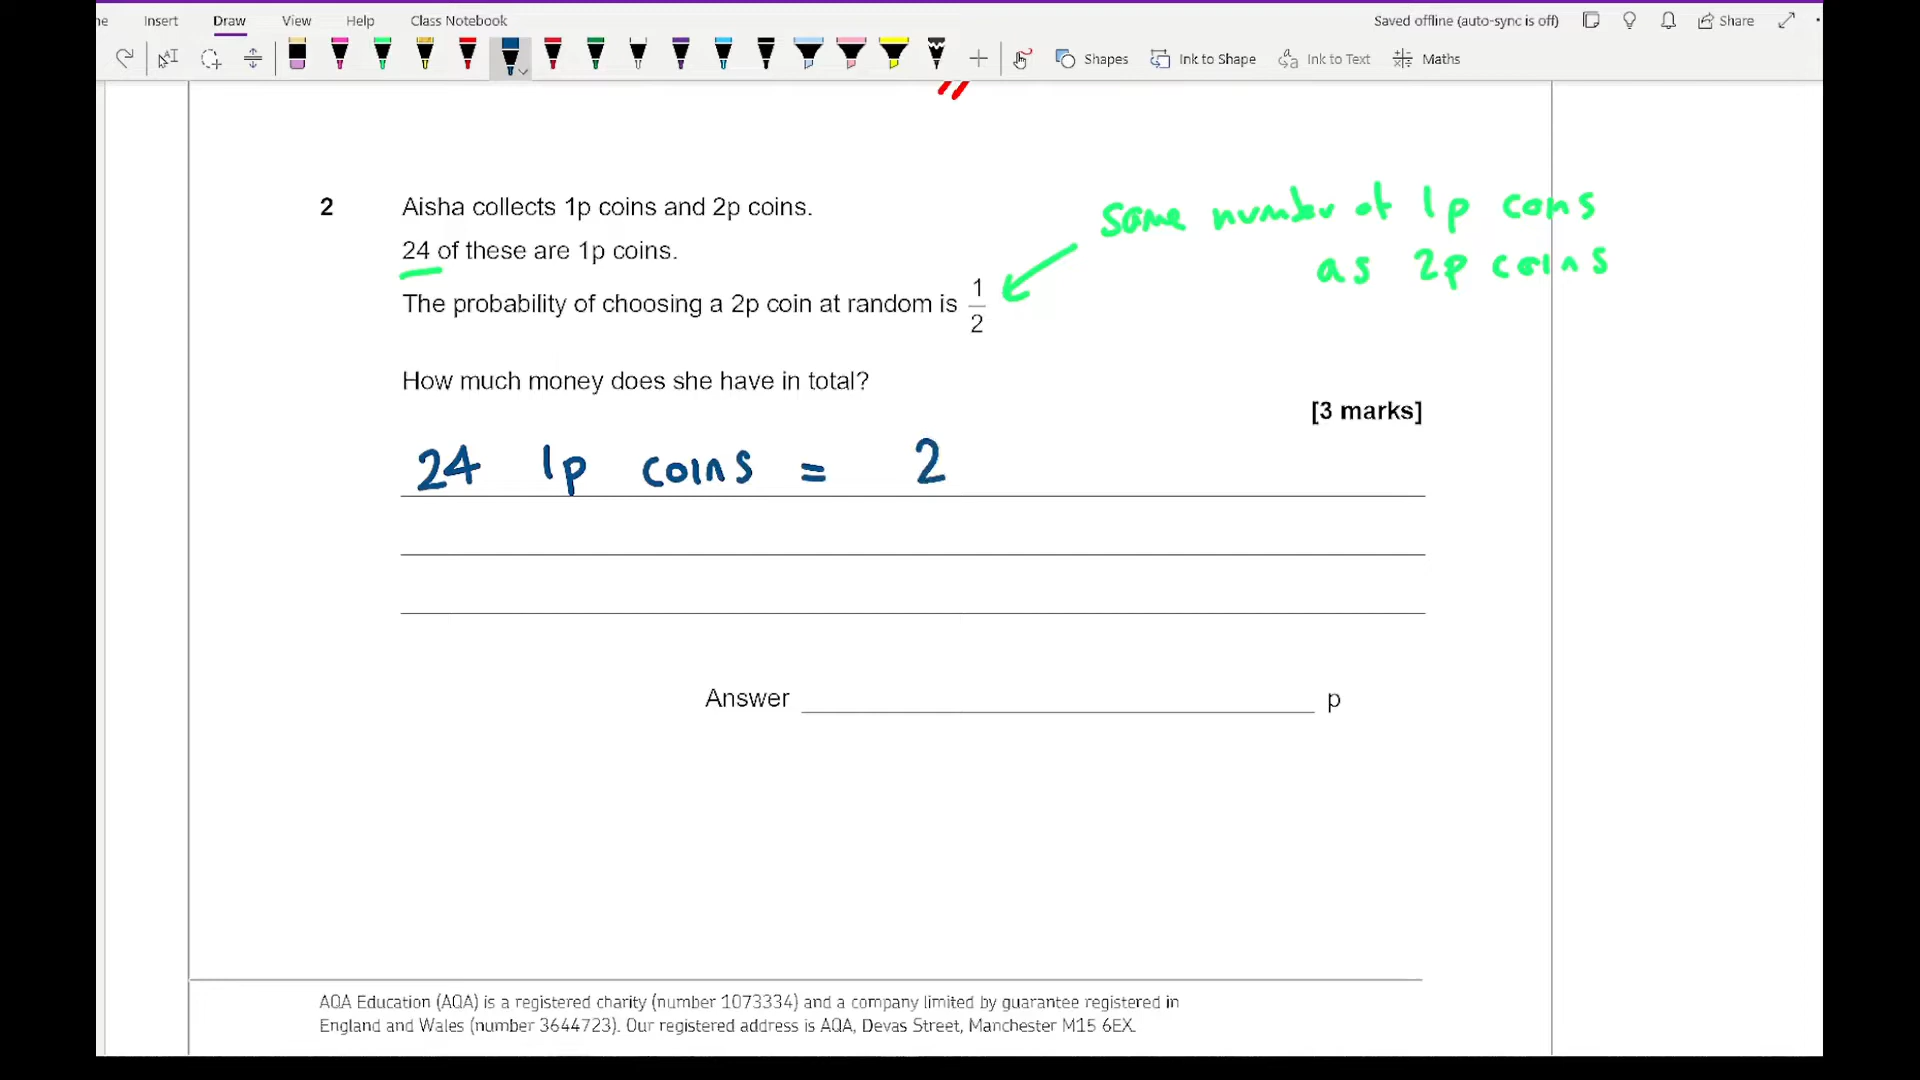 Insert Draw View Help Class Notebook Saved offline (auto-sync is off) Share
Shapes Ink to Shape Ink to Text Maths
2 Aisha collects 1p coins and 2p coins.
24 of these are 1p coins.
The probability of choosing a 2p coin at random is 1/2
same number of 1p coins
as 2p coins
How much money does she have in total?
[3 marks]
24 1p coins = 2
Answer p
AQA Education (AQA) is a registered charity (number 1073334) and a company limited by guarantee registered in
England and Wales (number 3644723). Our registered address is AQA, Devas Street, Manchester M15 6EX.